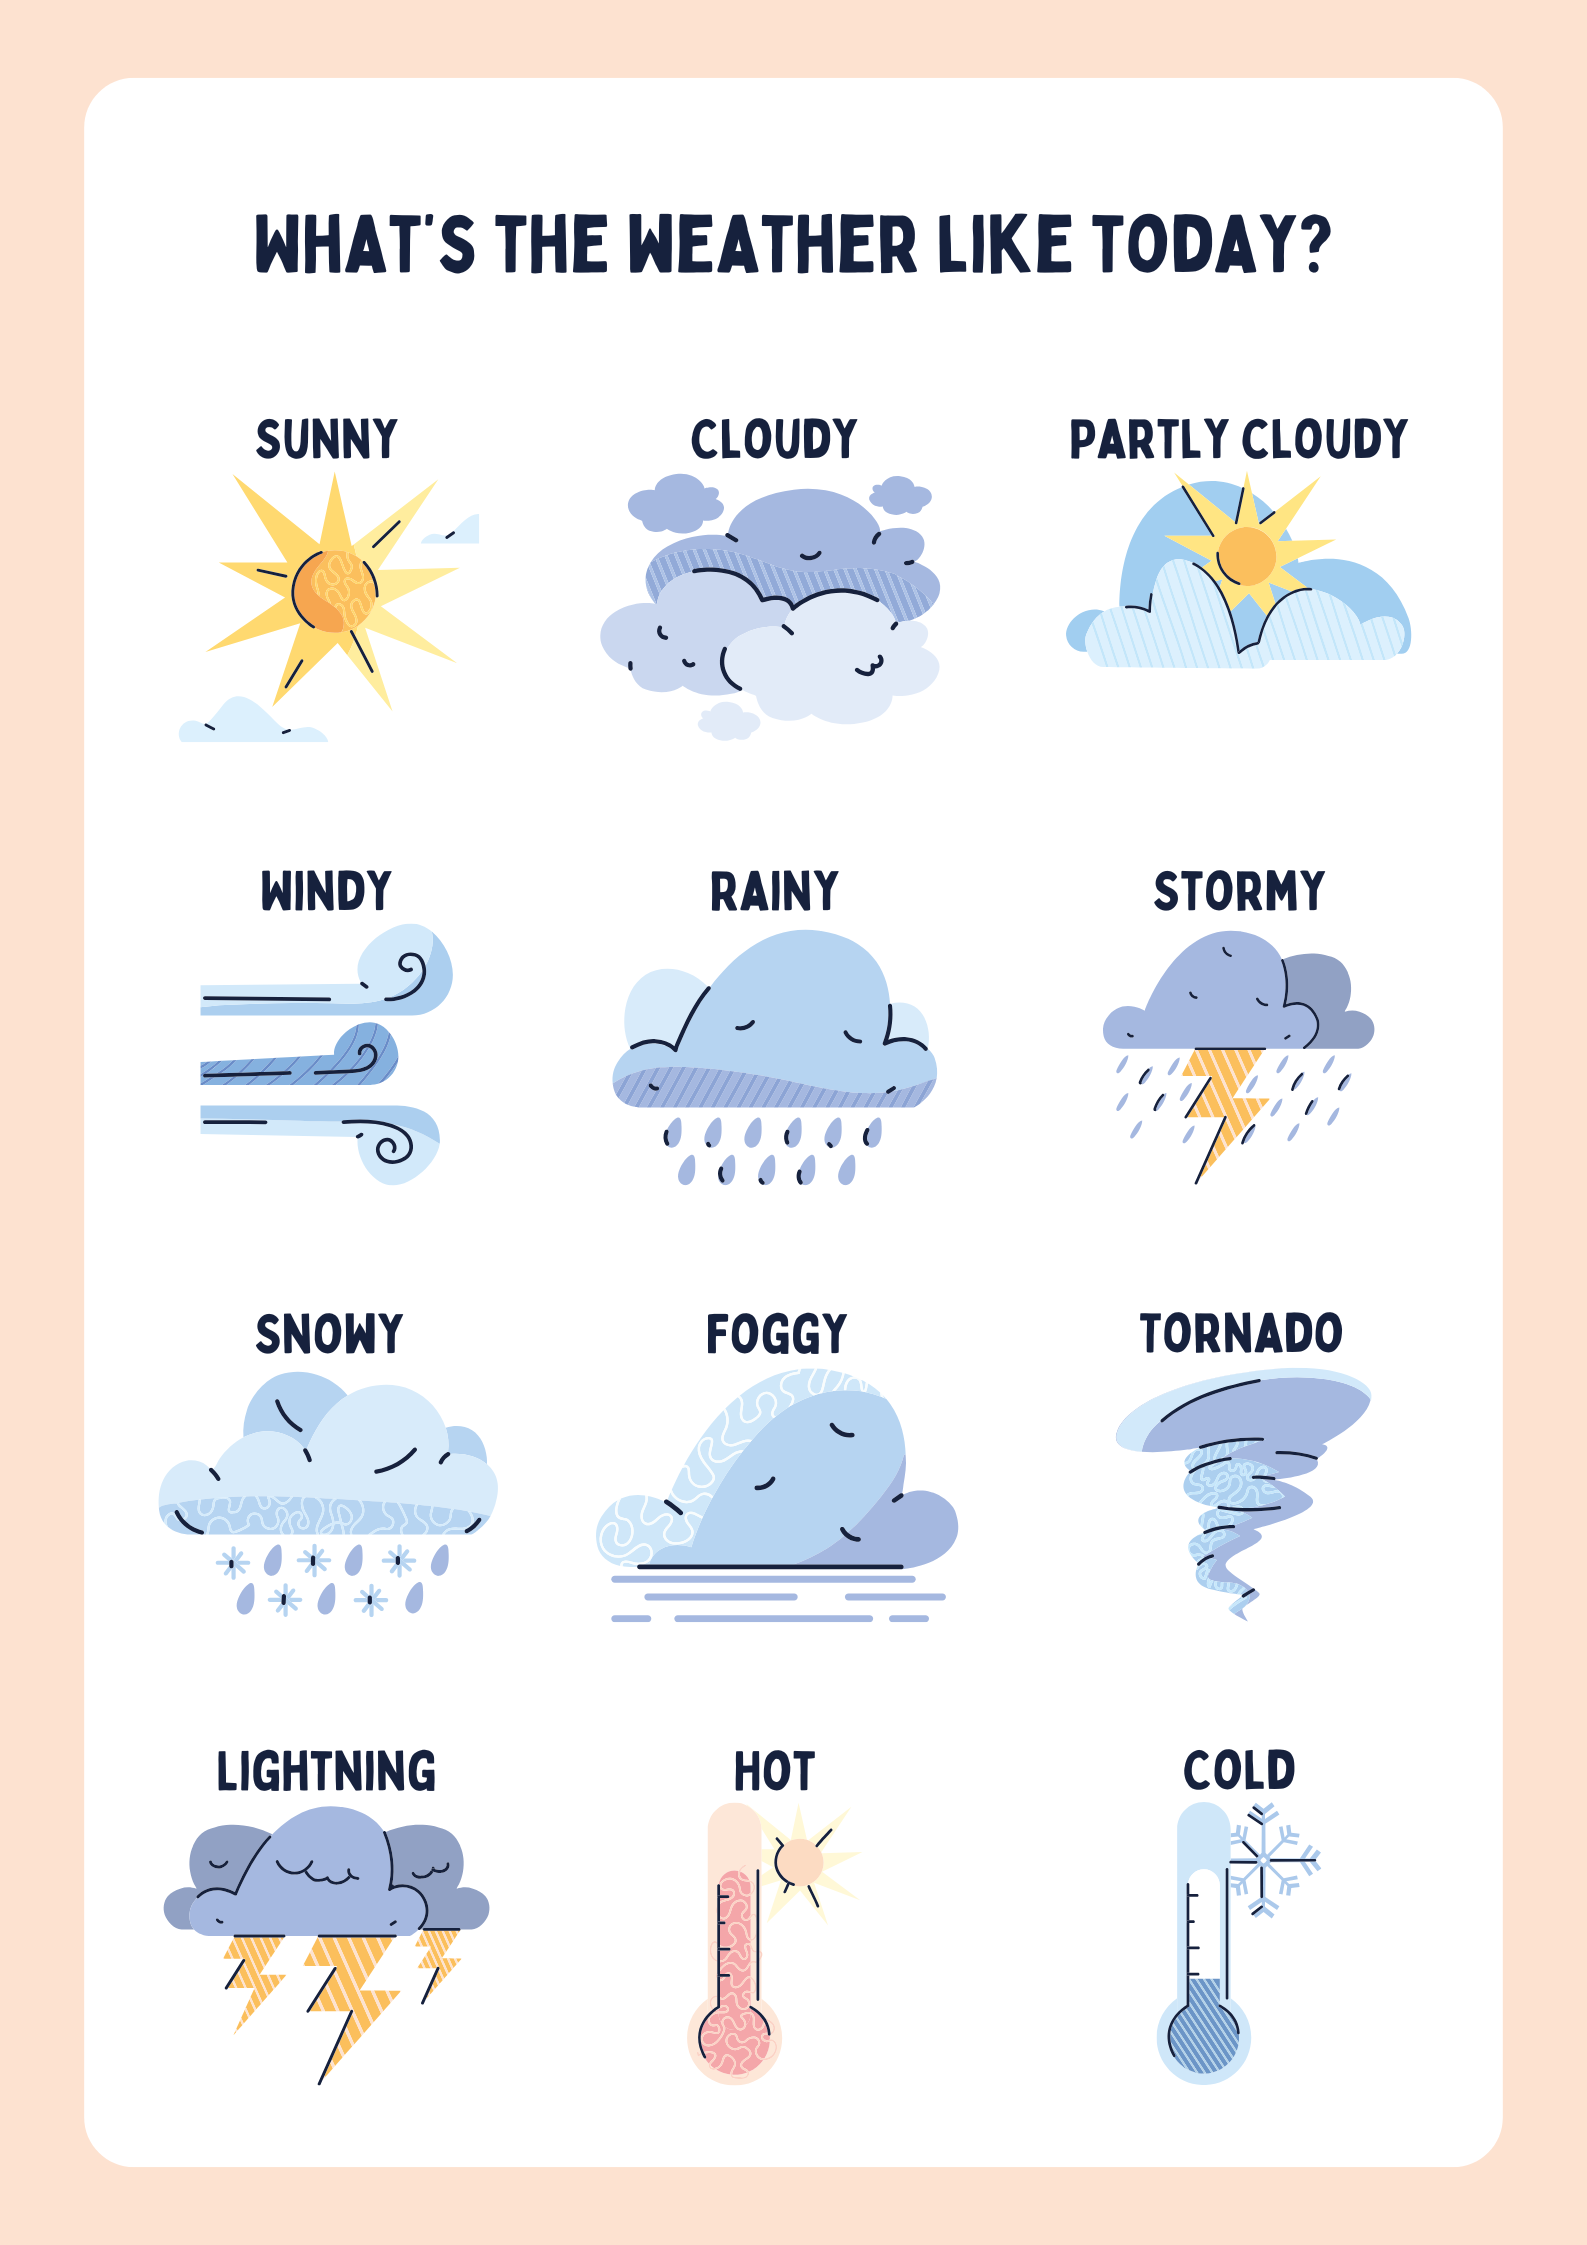 WHAT'S THE WEATHER LIKE TODAY?
SUNNY
CLOUDY
PARTLY CLOUDY
WINDY
RAINY
STORMY
SNOWY
FOGGY
TORNADO
LIGHTNING
HOT
COLD